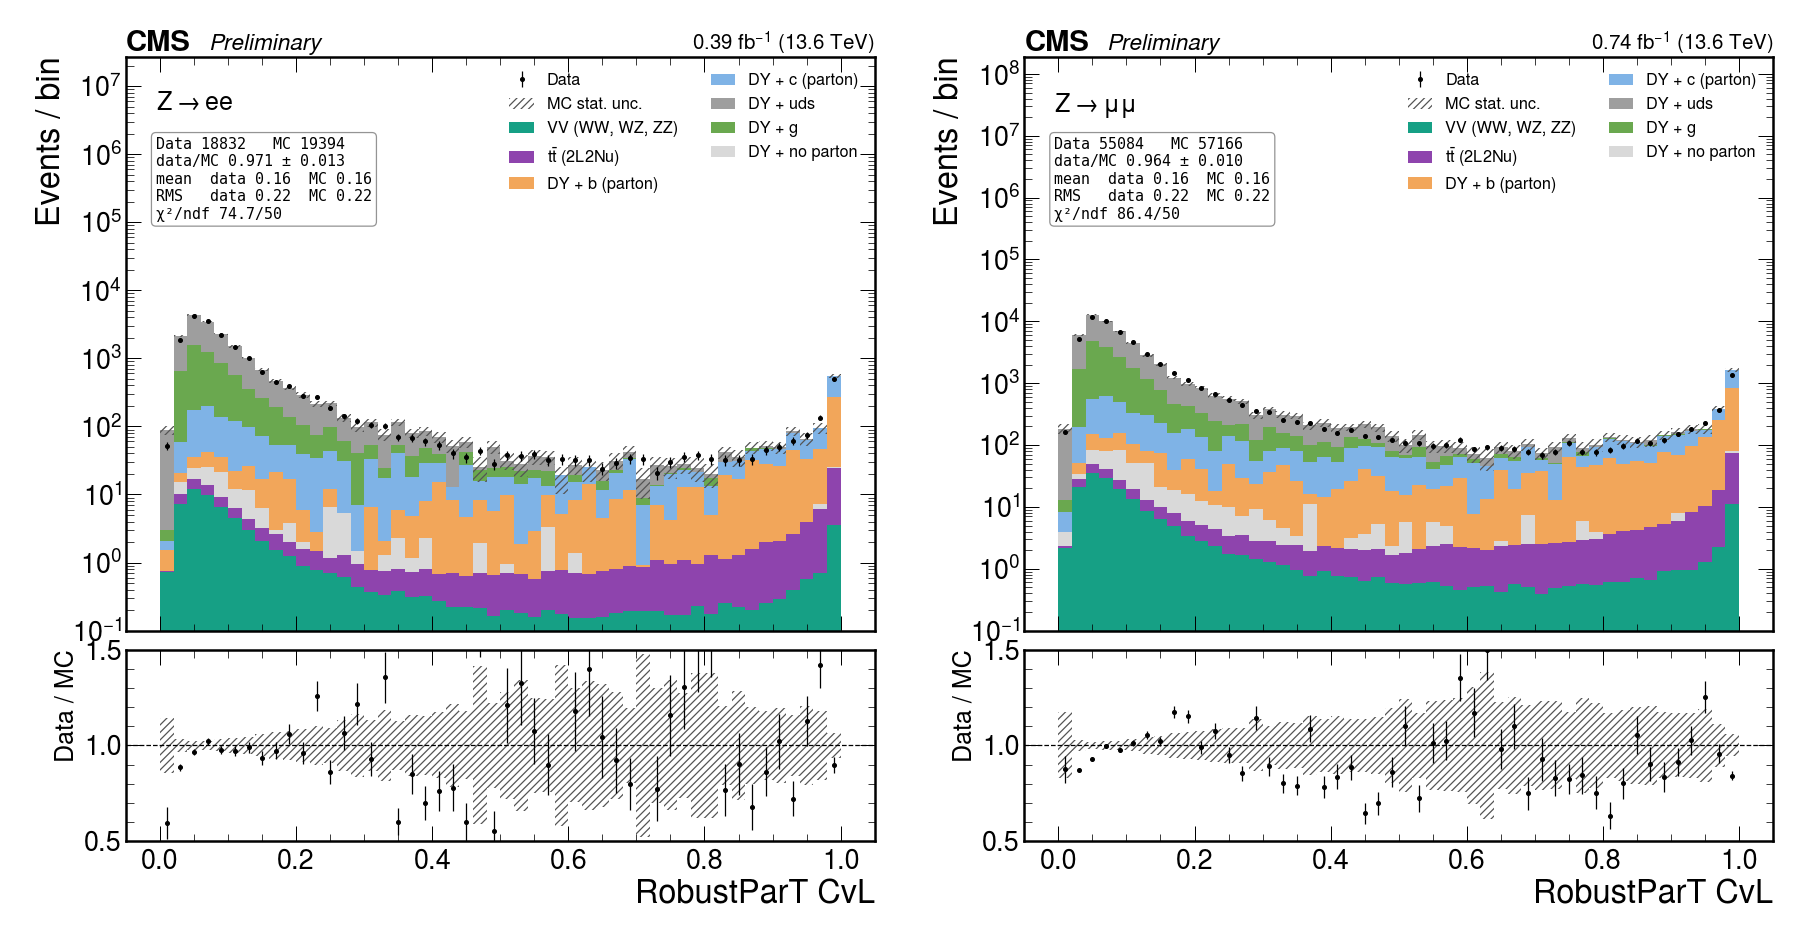 CMS Preliminary 0.39 fb⁻¹ (13.6 TeV)
Events / bin
10⁷
10⁶
10⁵
10⁴
10³
10²
10¹
10⁰
10⁻¹
Z → ee
Data 18832 MC 19394
data/MC 0.971 ± 0.013
mean data 0.16 MC 0.16
RMS data 0.22 MC 0.22
χ²/ndf 74.7/50
Data
MC stat. unc.
VV (WW, WZ, ZZ)
tt̄ (2L2Nu)
DY + b (parton)
DY + c (parton)
DY + uds
DY + g
DY + no parton
Data / MC
1.5
1.0
0.5
0.0 0.2 0.4 0.6 0.8 1.0
RobustParT CvL
CMS Preliminary 0.74 fb⁻¹ (13.6 TeV)
Events / bin
10⁸
10⁷
10⁶
10⁵
10⁴
10³
10²
10¹
10⁰
10⁻¹
Z → μμ
Data 55084 MC 57166
data/MC 0.964 ± 0.010
mean data 0.16 MC 0.16
RMS data 0.22 MC 0.22
χ²/ndf 86.4/50
Data
MC stat. unc.
VV (WW, WZ, ZZ)
tt̄ (2L2Nu)
DY + b (parton)
DY + c (parton)
DY + uds
DY + g
DY + no parton
Data / MC
1.5
1.0
0.5
0.0 0.2 0.4 0.6 0.8 1.0
RobustParT CvL